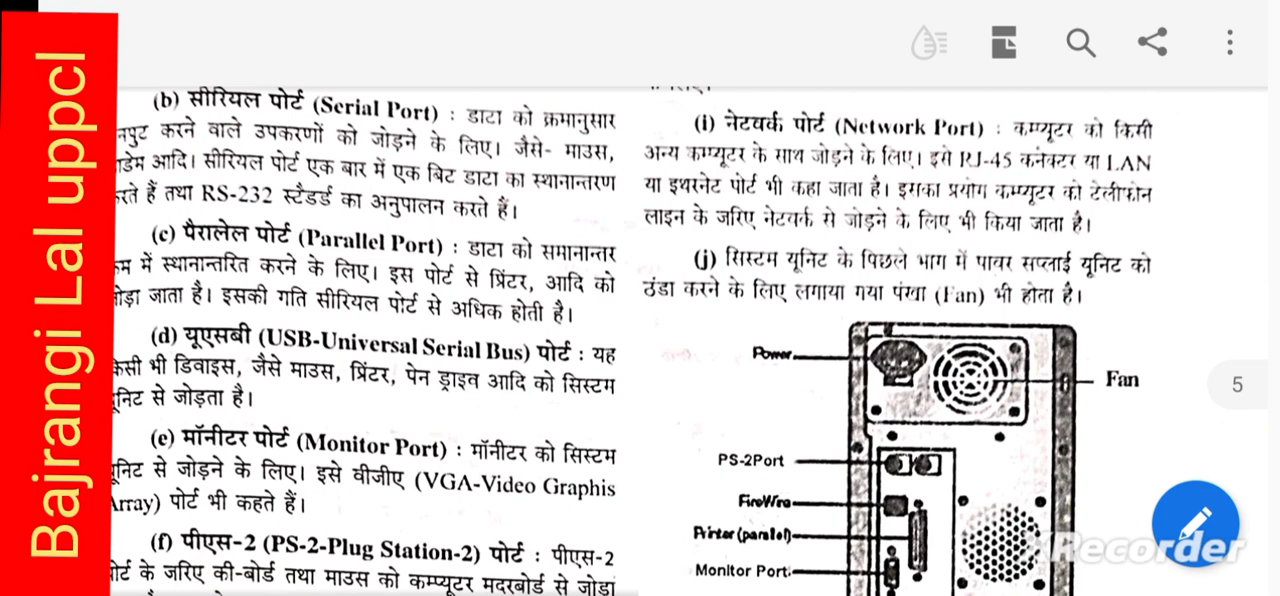 Bajrangi Lal uppcl
(b) सीरियल पोर्ट (Serial Port) : डाटा को क्रमानुसार
करने वाले उपकरणों को जोड़ने के लिए। जैसे- माउस,
आदि। सीरियल पोर्ट एक बार में एक बिट डाटा का स्थानान्तरण
हैं तथा RS-232 स्टैडर्ड का अनुपालन करते हैं।
(c) पैरालेल पोर्ट (Parallel Port) : डाटा को समानान्तर
में स्थानान्तरित करने के लिए। इस पोर्ट से प्रिंटर, आदि को
जाता है। इसकी गति सीरियल पोर्ट से अधिक होती है।
(d) यूएसबी (USB-Universal Serial Bus) पोर्ट : यह
भी डिवाइस, जैसे माउस, प्रिंटर, पेन ड्राइव आदि को सिस्टम
से जोड़ता है।
(e) मॉनीटर पोर्ट (Monitor Port) : मॉनीटर को सिस्टम
से जोड़ने के लिए। इसे वीजीए (VGA-Video Graphis
Array) पोर्ट भी कहते हैं।
(f) पीएस-2 (PS-2-Plug Station-2) पोर्ट : पीएस-2
के जरिए की-बोर्ड तथा माउस को कम्प्यूटर मदरबोर्ड से जोड़ा
(i) नेटवर्क पोर्ट (Network Port) : कम्प्यूटर को किसी
अन्य कम्प्यूटर के साथ जोड़ने के लिए। इसे RJ-45 कनेक्टर या LAN
या इथरनेट पोर्ट भी कहा जाता है। इसका प्रयोग कम्प्यूटर को टेलीफोन
लाइन के जरिए नेटवर्क से जोड़ने के लिए भी किया जाता है।
(j) सिस्टम यूनिट के पिछले भाग में पावर सप्लाई यूनिट को
ठंडा करने के लिए लगाया गया पंखा (Fan) भी होता है।
Power
Fan
PS-2Port
FireWire
Printer (parallel)
Monitor Port
5
XRecorder